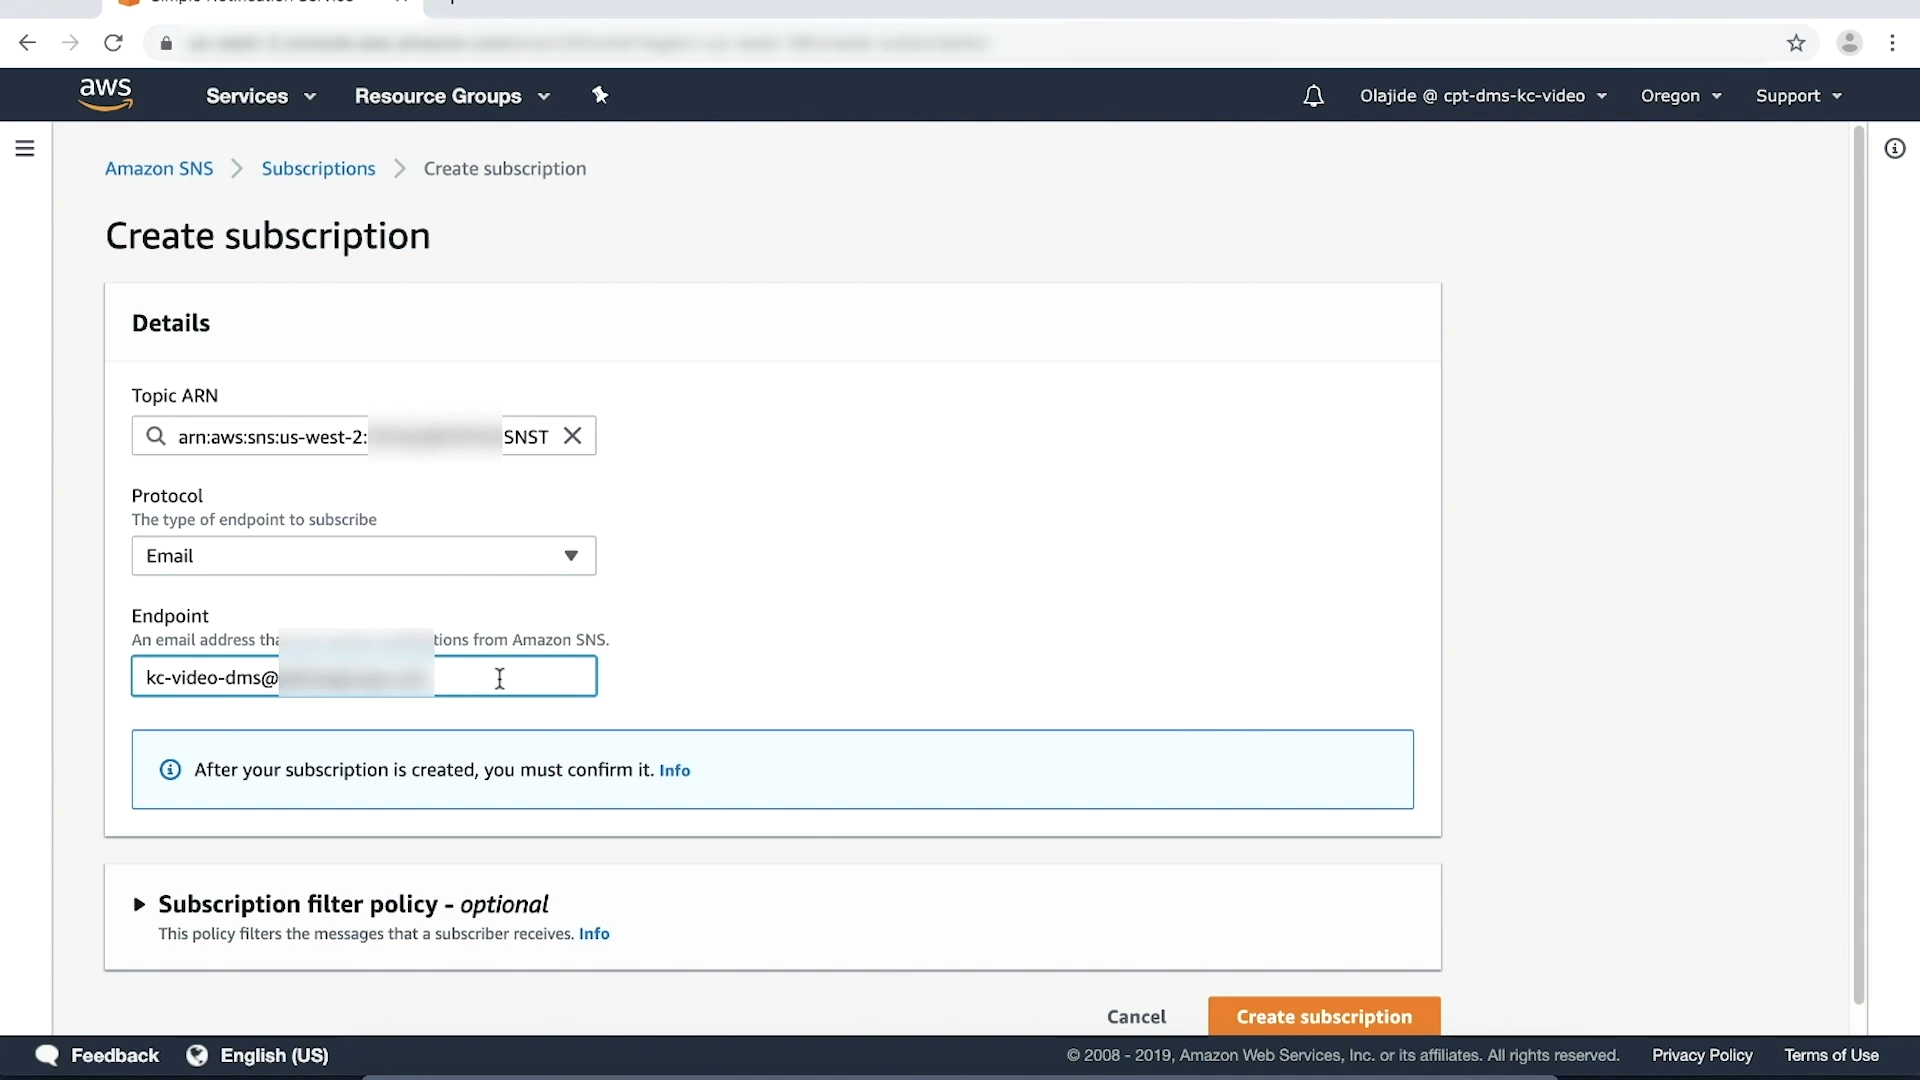 Simple Notification Service
aws Services Resource Groups Olajide @ cpt-dms-kc-video Oregon Support
Amazon SNS Subscriptions Create subscription
Create subscription
Details
Topic ARN
arn:aws:sns:us-west-2: SNST
Protocol
The type of endpoint to subscribe
Email
Endpoint
An email address tions from Amazon SNS.
kc-video-dms@
After your subscription is created, you must confirm it. Info
Subscription filter policy - optional
This policy filters the messages that a subscriber receives. Info
Cancel Create subscription
Feedback English (US) © 2008 - 2019, Amazon Web Services, Inc. or its affiliates. All rights reserved. Privacy Policy Terms of Use